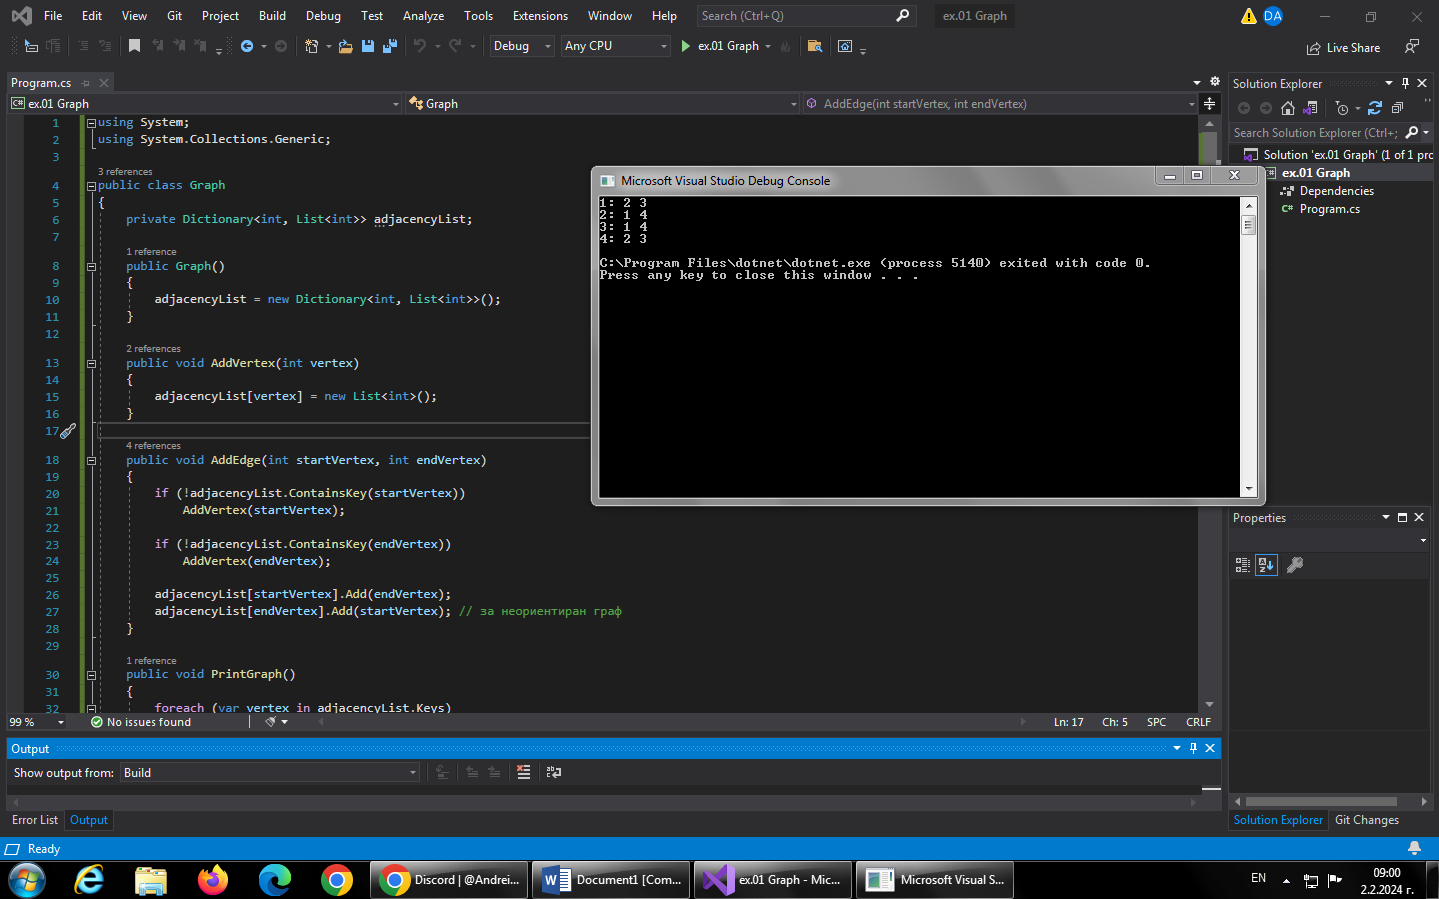 File Edit View Git Project Build Debug Test Analyze Tools Extensions Window Help Search (Ctrl+Q) ex.01 Graph DA
Debug Any CPU ex.01 Graph Live Share
Program.cs
ex.01 Graph Graph AddEdge(int startVertex, int endVertex)
1 using System;
2 using System.Collections.Generic;
3
3 references
4 public class Graph
5 {
6 private Dictionary<int, List<int>> adjacencyList;
7
1 reference
8 public Graph()
9 {
10 adjacencyList = new Dictionary<int, List<int>>();
11 }
12
2 references
13 public void AddVertex(int vertex)
14 {
15 adjacencyList[vertex] = new List<int>();
16 }
17
4 references
18 public void AddEdge(int startVertex, int endVertex)
19 {
20 if (!adjacencyList.ContainsKey(startVertex))
21 AddVertex(startVertex);
22
23 if (!adjacencyList.ContainsKey(endVertex))
24 AddVertex(endVertex);
25
26 adjacencyList[startVertex].Add(endVertex);
27 adjacencyList[endVertex].Add(startVertex); // за неориентиран граф
28 }
29
1 reference
30 public void PrintGraph()
31 {
32 foreach (var vertex in adjacencyList.Keys)
99 % No issues found Ln: 17 Ch: 5 SPC CRLF
Microsoft Visual Studio Debug Console
1: 2 3
2: 1 4
3: 1 4
4: 2 3
C:\Program Files\dotnet\dotnet.exe (process 5140) exited with code 0.
Press any key to close this window . . .
Solution Explorer
Search Solution Explorer (Ctrl+;
Solution 'ex.01 Graph' (1 of 1 pro
ex.01 Graph
Dependencies
C# Program.cs
Properties
Output
Show output from: Build
Error List Output
Solution Explorer Git Changes
Ready
Discord | @Andrei... Document1 [Com... ex.01 Graph - Mic... Microsoft Visual S... EN
09:00
2.2.2024 г.